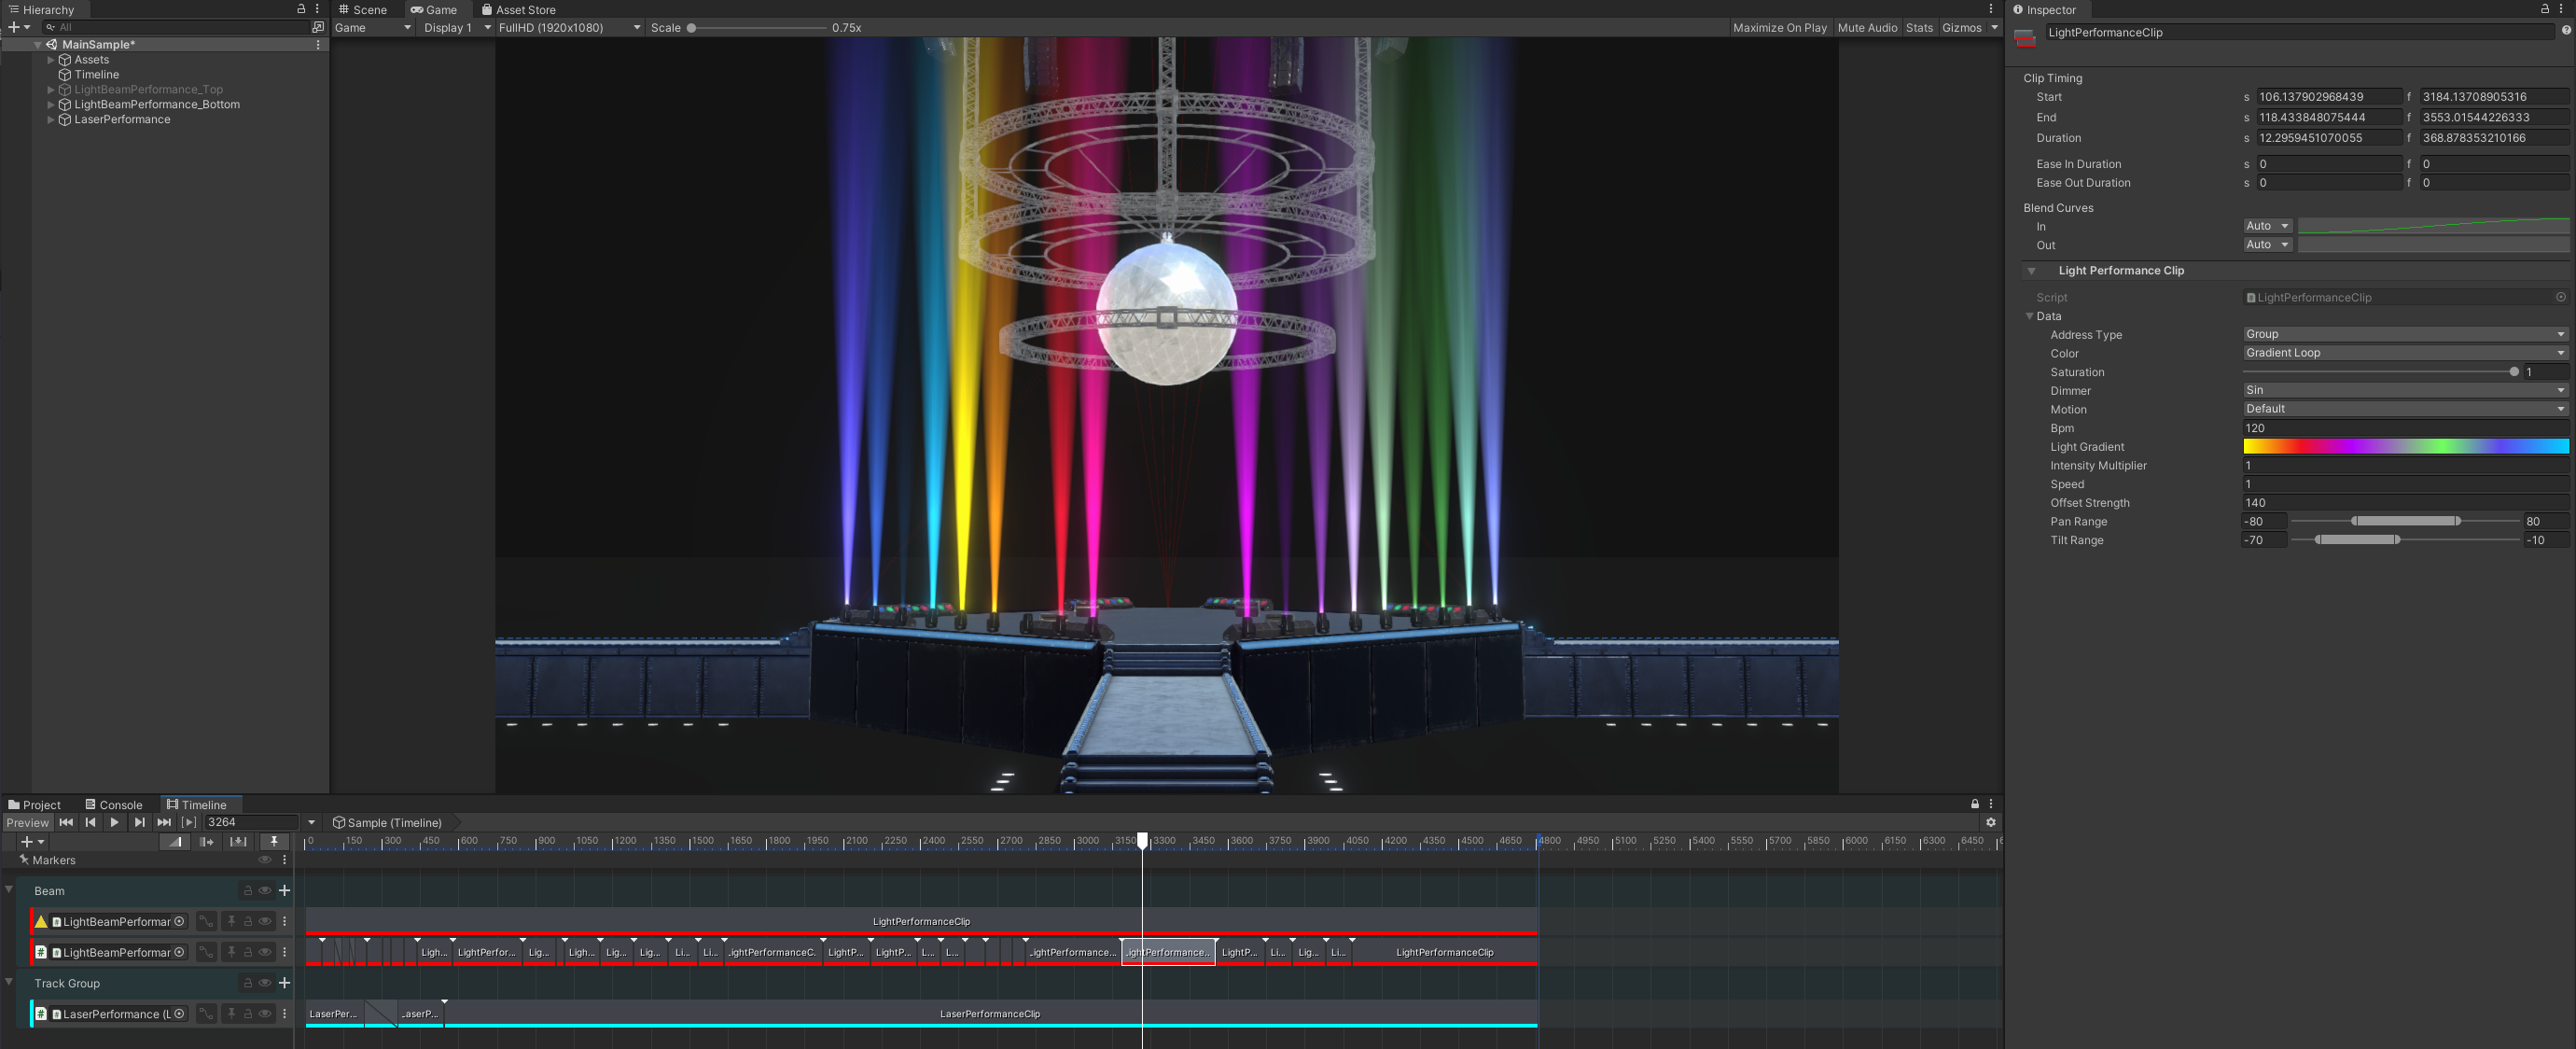 Hierarchy
All
MainSample*
Assets
Timeline
LightBeamPerformance_Top
LightBeamPerformance_Bottom
LaserPerformance
Scene Game Asset Store
Game Display 1 FullHD (1920x1080) Scale 0.75x Maximize On Play Mute Audio Stats Gizmos
Inspector
LightPerformanceClip
Clip Timing
Start s 106.137902968439 f 3184.13708905316
End s 118.433848075444 f 3553.01544226333
Duration s 12.2959451070055 f 368.878353210166
Ease In Duration s 0 f 0
Ease Out Duration s 0 f 0
Blend Curves
In Auto
Out Auto
Light Performance Clip
Script LightPerformanceClip
Data
Address Type Group
Color Gradient Loop
Saturation 1
Dimmer Sin
Motion Default
Bpm 120
Light Gradient
Intensity Multiplier 1
Speed 1
Offset Strength 140
Pan Range -80 80
Tilt Range -70 -10
Project Console Timeline
Preview 3264 Sample (Timeline)
0 150 300 450 600 750 900 1050 1200 1350 1500 1650 1800 1950 2100 2250 2400 2550 2700 2850 3000 3150 3300 3450 3600 3750 3900 4050 4200 4350 4500 4650 4800 4950 5100 5250 5400 5550 5700 5850 6000 6150 6300 6450
Markers
Beam
LightBeamPerformar LightPerformanceClip
LightBeamPerformar Ligh... LightPerfor... Lig... Ligh... Lig... Lig... Li... Li... .ightPerformanceC. LightP... LightP... L... L... .ightPerformance... .ightPerformance... LightP... Li... Lig... Li... LightPerformanceClip
Track Group
LaserPerformance (L LaserPer... .aserP... LaserPerformanceClip